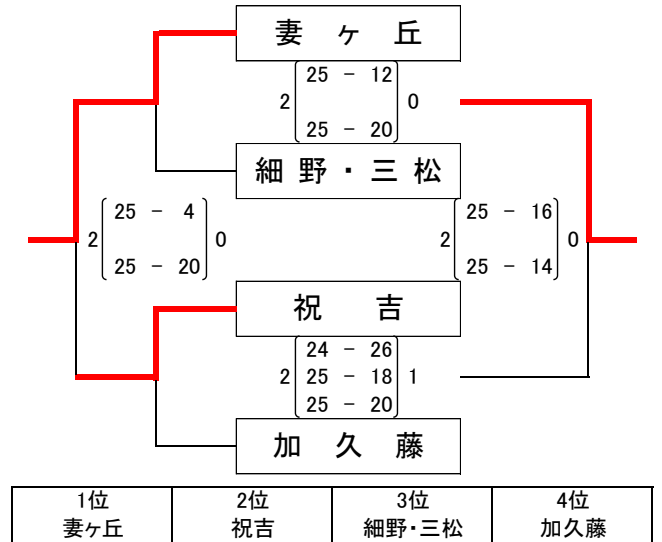 妻ヶ丘
25 － 12
2 0
25 － 20
細野・三松
25 － 4
2 0
25 － 20
25 － 16
2 0
25 － 14
祝吉
24 － 26
2 25 － 18 1
25 － 20
加久藤
1位 2位 3位 4位
妻ヶ丘 祝吉 細野・三松 加久藤